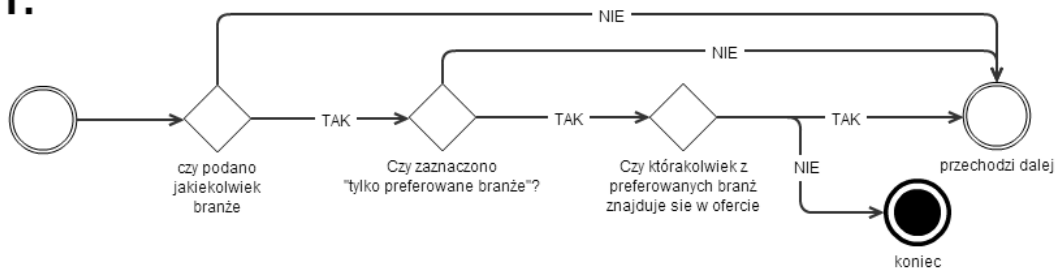 1.
NIE
NIE
TAK
TAK
TAK
NIE
czy podano
jakiekolwiek
branże
Czy zaznaczono
"tylko preferowane branże"?
Czy którakolwiek z
preferowanych branż
znajduje sie w ofercie
przechodzi dalej
koniec